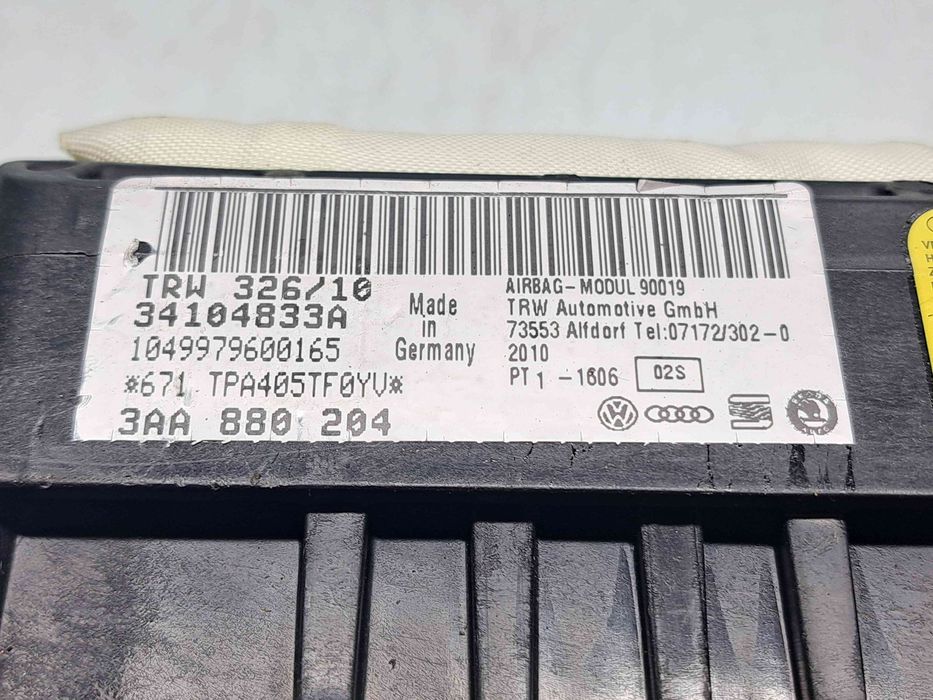 TRW 326/10
34104833A
1049979600165
*671 TPA405TF0YV*
3AA 880 204
Made
in
Germany
AIRBAG-MODUL 90019
TRW Automotive GmbH
73553 Alfdorf Tel:07172/302-0
2010
PT 1 -1606 02S